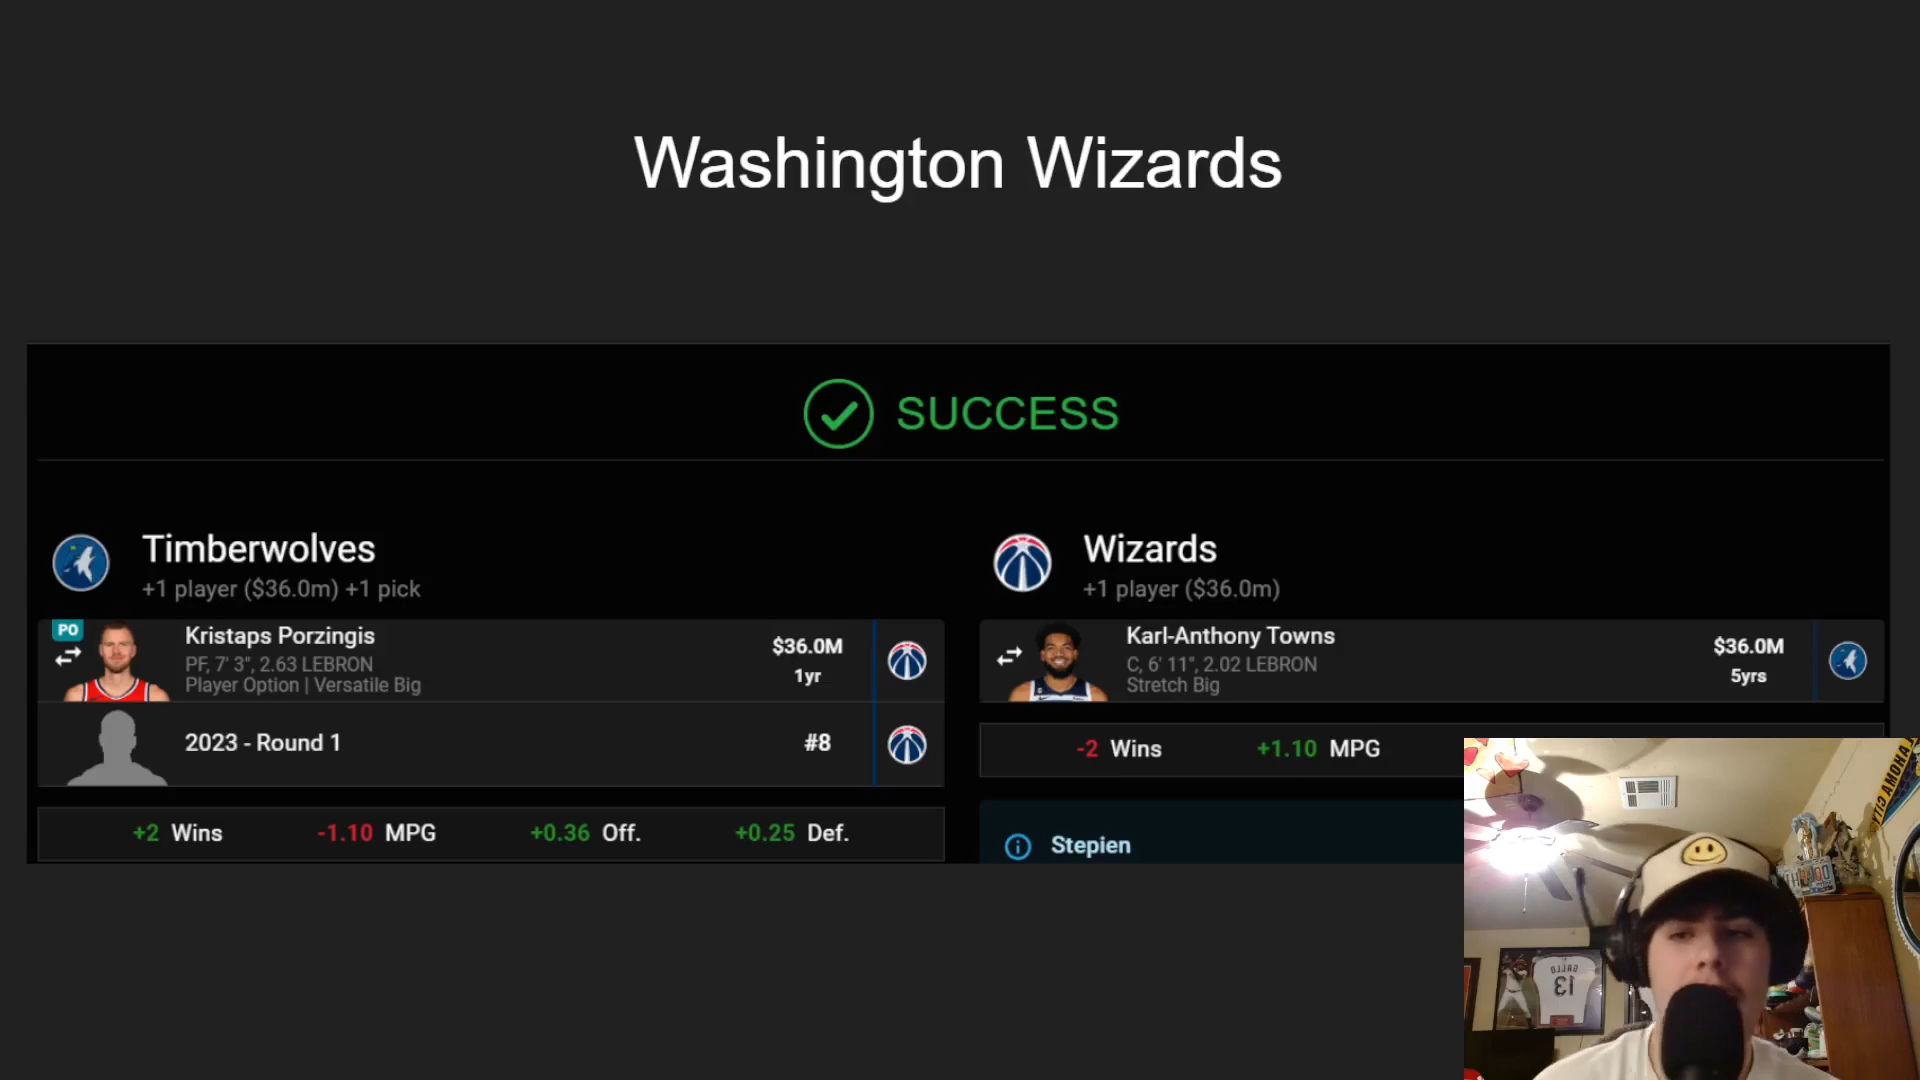 Washington Wizards
SUCCESS
Timberwolves
+1 player ($36.0m) +1 pick
PO
Kristaps Porzingis
PF, 7' 3", 2.63 LEBRON
Player Option | Versatile Big
$36.0M
1yr
2023 - Round 1
#8
+2 Wins -1.10 MPG +0.36 Off. +0.25 Def.
Wizards
+1 player ($36.0m)
Karl-Anthony Towns
C, 6' 11", 2.02 LEBRON
Stretch Big
$36.0M
5yrs
-2 Wins +1.10 MPG
Stepien
GALLO
13